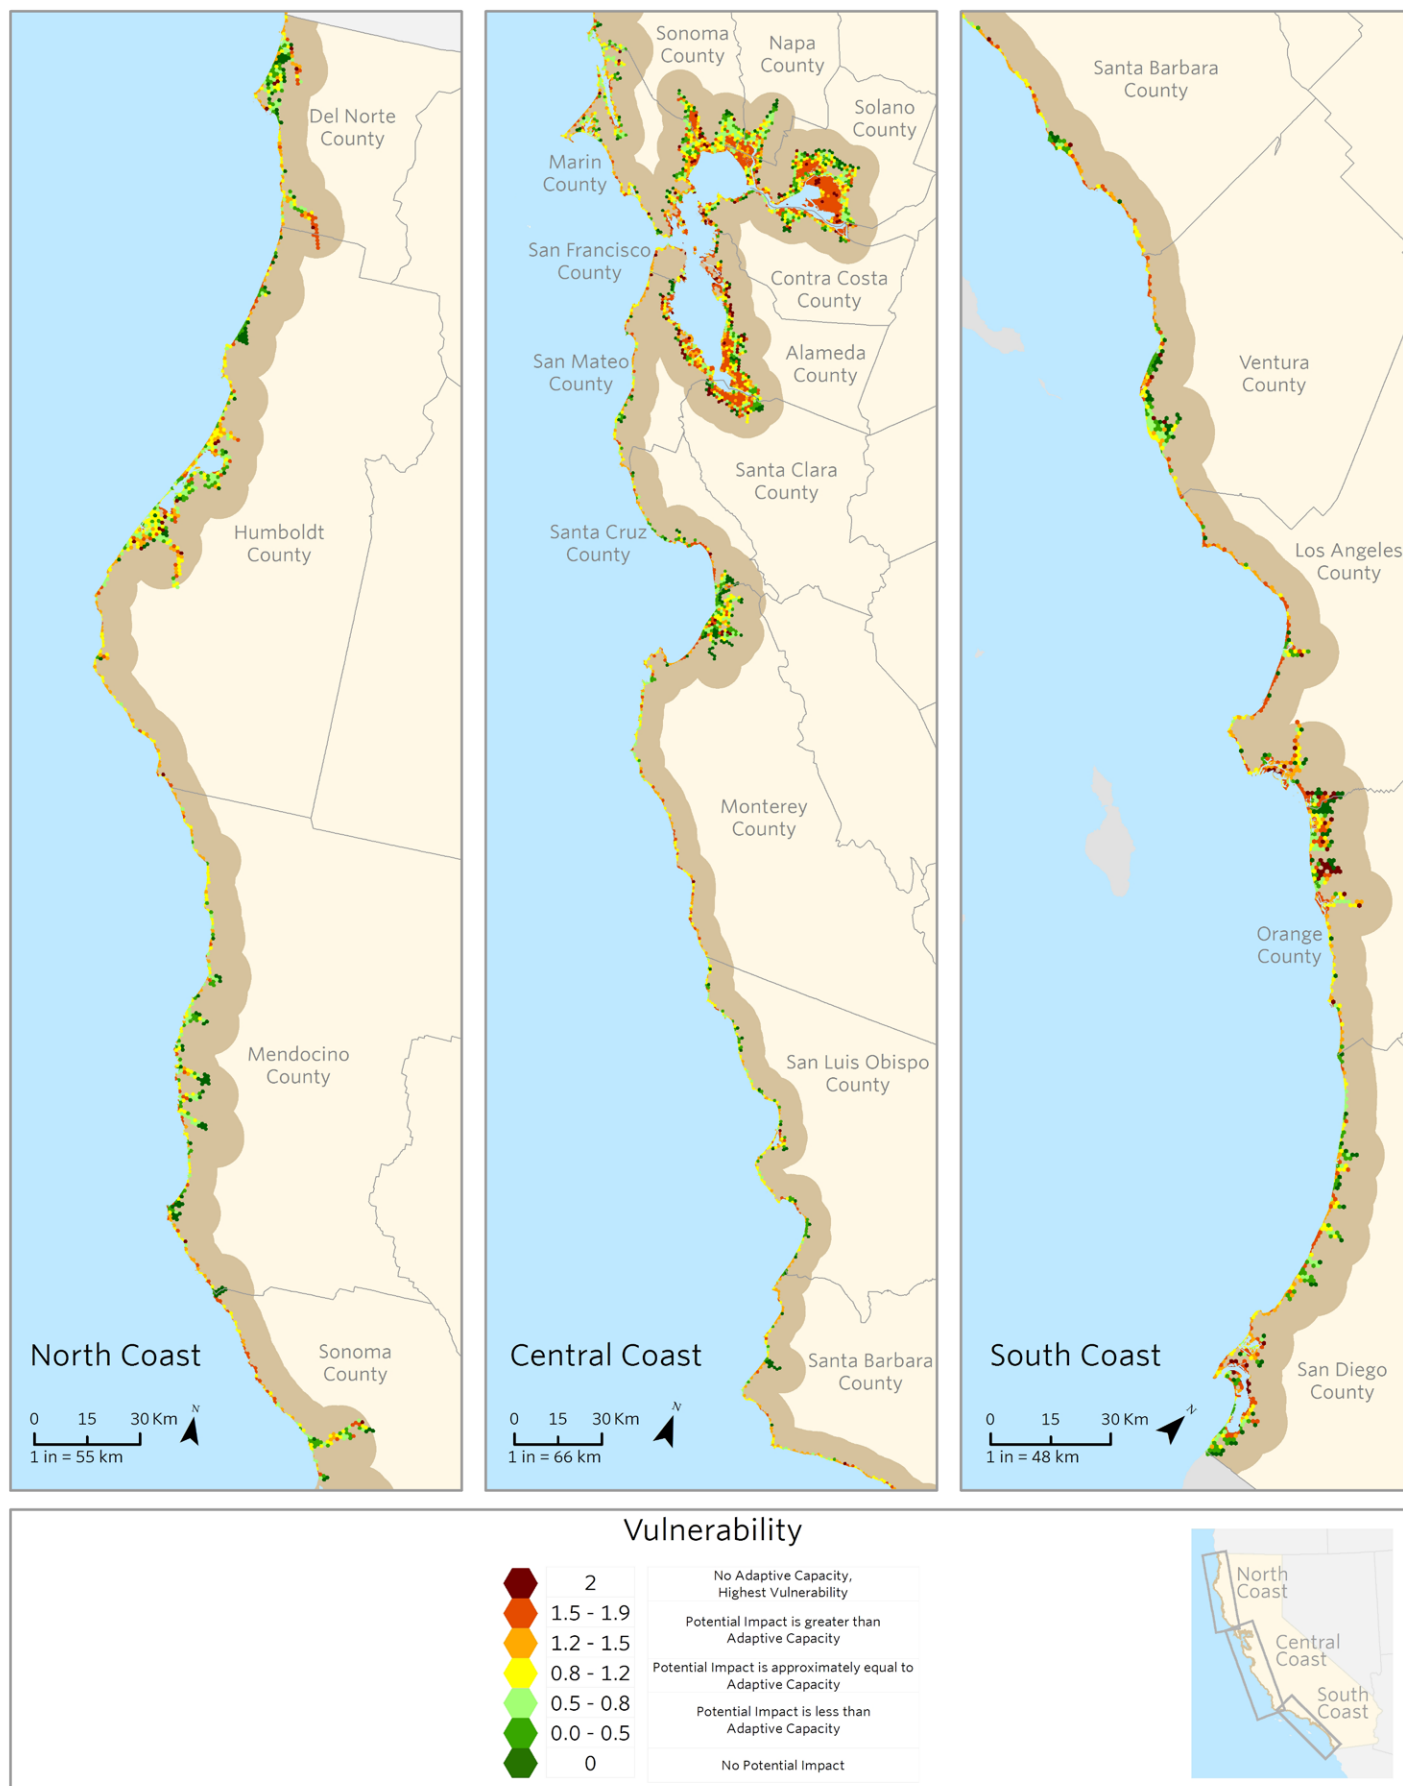 Del Norte
County
Humboldt
County
Mendocino
County
Sonoma
County
North Coast
0 15 30 Km
N
1 in = 55 km
Sonoma
County
Napa
County
Solano
County
Marin
County
San Francisco
County
Contra Costa
County
San Mateo
County
Alameda
County
Santa Clara
County
Santa Cruz
County
Monterey
County
San Luis Obispo
County
Santa Barbara
County
Central Coast
0 15 30 Km
N
1 in = 66 km
Santa Barbara
County
Ventura
County
Los Angeles
County
Orange
County
San Diego
County
South Coast
0 15 30 Km
N
1 in = 48 km
Vulnerability
2 No Adaptive Capacity,
Highest Vulnerability
1.5 - 1.9
Potential Impact is greater than
Adaptive Capacity
1.2 - 1.5
0.8 - 1.2 Potential Impact is approximately equal to
Adaptive Capacity
0.5 - 0.8
Potential Impact is less than
Adaptive Capacity
0.0 - 0.5
0 No Potential Impact
North
Coast
Central
Coast
South
Coast